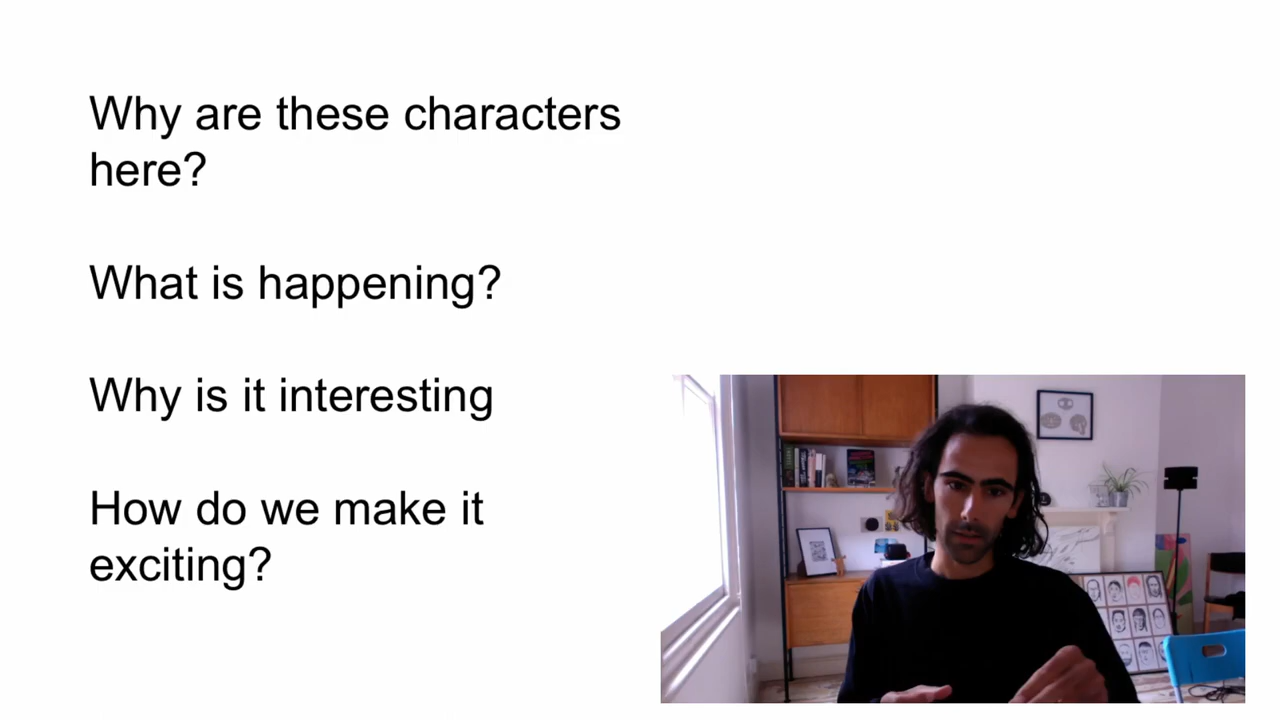 Why are these characters
here?
What is happening?
Why is it interesting
How do we make it
exciting?